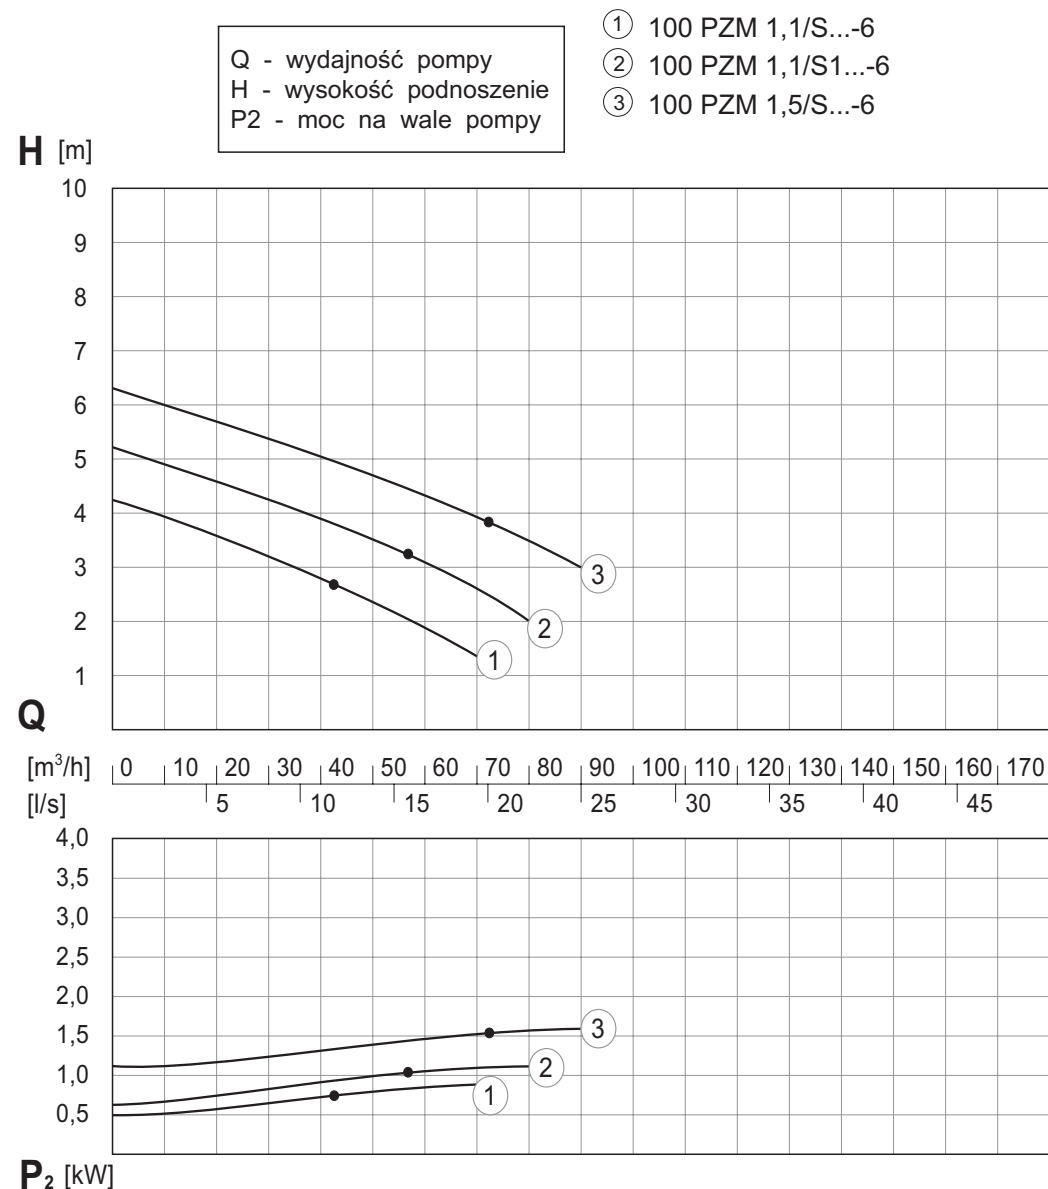 Q - wydajność pompy
H - wysokość podnoszenie
P2 - moc na wale pompy
1 100 PZM 1,1/S...-6
2 100 PZM 1,1/S1...-6
3 100 PZM 1,5/S...-6
H [m]
10
9
8
7
6
5
4
3
2
1
3
2
1
Q
[m³/h] 0 10 20 30 40 50 60 70 80 90 100 110 120 130 140 150 160 170
[l/s] 5 10 15 20 25 30 35 40 45
4,0
3,5
3,0
2,5
2,0
1,5
1,0
0,5
3
2
1
P₂ [kW]